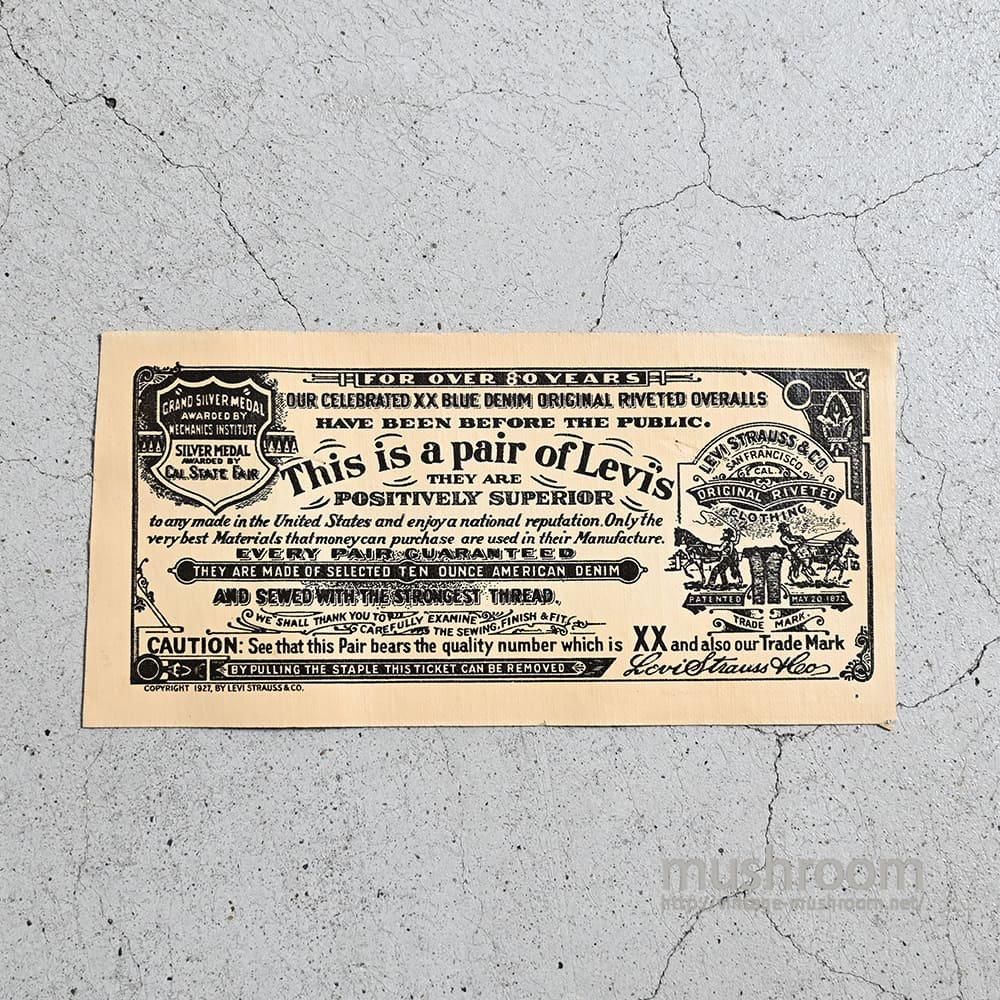 FOR OVER 80 YEARS
OUR CELEBRATED XX BLUE DENIM ORIGINAL RIVETED OVERALLS
HAVE BEEN BEFORE THE PUBLIC.
GRAND SILVER MEDAL
AWARDED BY
MECHANICS INSTITUTE
SILVER MEDAL
AWARDED BY
CAL. STATE FAIR
This is a pair of Levi's
THEY ARE
POSITIVELY SUPERIOR
to any made in the United States and enjoy a national reputation. Only the
very best Materials that money can purchase are used in their Manufacture.
EVERY PAIR GUARANTEED
THEY ARE MADE OF SELECTED TEN OUNCE AMERICAN DENIM
AND SEWED WITH THE STRONGEST THREAD.
WE SHALL THANK YOU TO CAREFULLY EXAMINE THE SEWING, FINISH & FIT.
LEVI STRAUSS & CO.
SAN FRANCISCO.
CAL.
ORIGINAL RIVETED
CLOTHING
PATENTED MAY 20 1873
TRADE MARK
CAUTION: See that this Pair bears the quality number which is XX and also our Trade Mark
BY PULLING THE STAPLE THIS TICKET CAN BE REMOVED
Levi Strauss & Co
COPYRIGHT 1927, BY LEVI STRAUSS & CO.
mushroom
http://vintage-mushroom.net/